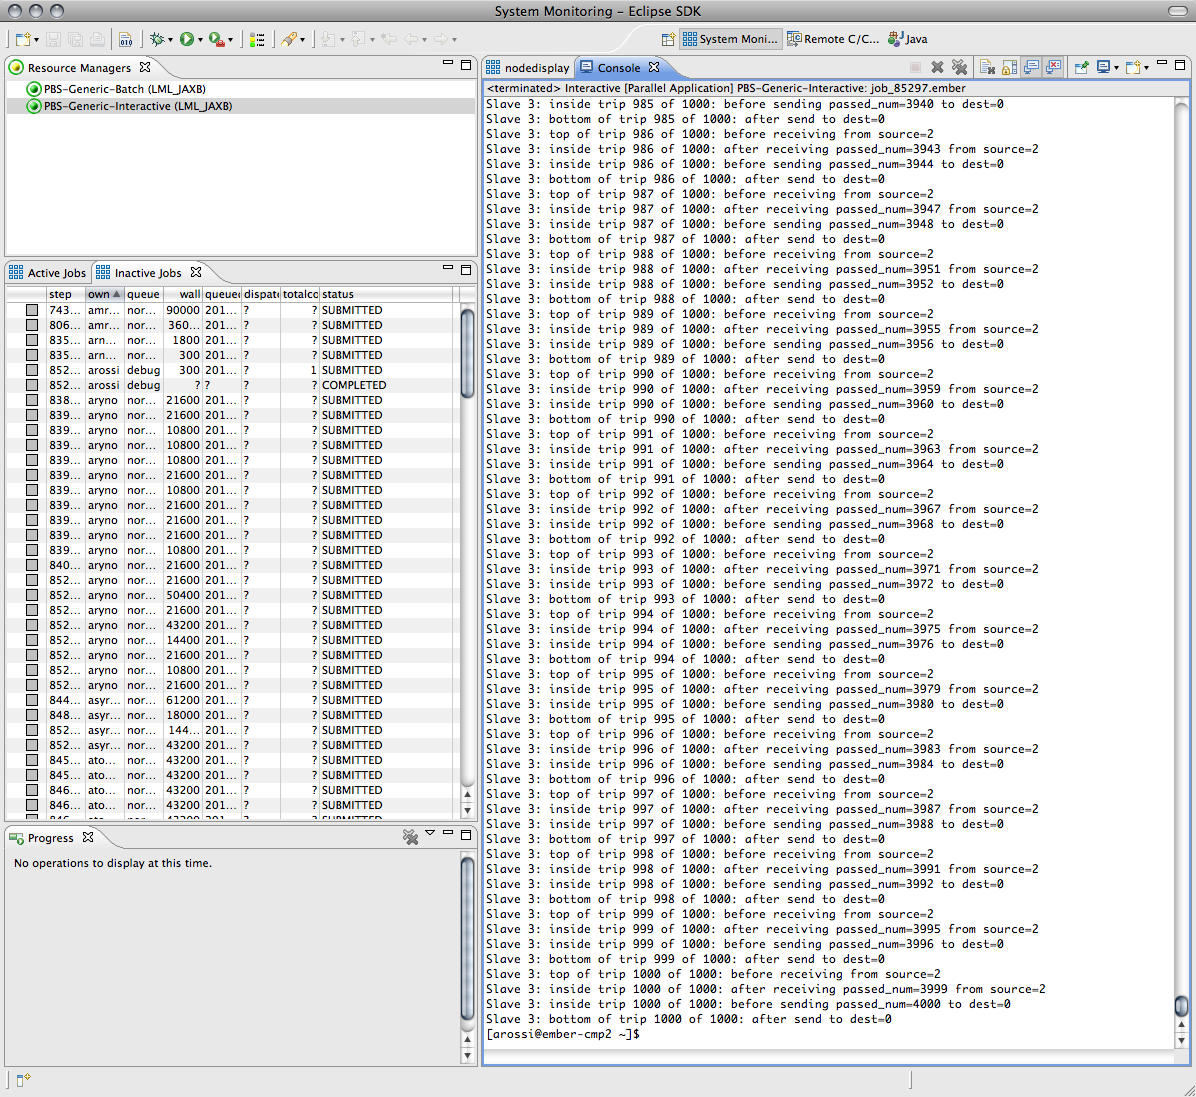 System Monitoring - Eclipse SDK
System Moni... Remote C/C... Java
Resource Managers
PBS-Generic-Batch (LML_JAXB)
PBS-Generic-Interactive (LML_JAXB)
Active Jobs Inactive Jobs
step own queue wall queued dispat totalco status
743... amr... nor... 90000 201... ? ? SUBMITTED
806... amr... nor... 360... 201... ? ? SUBMITTED
835... arn... nor... 1800 201... ? ? SUBMITTED
835... arn... nor... 300 201... ? ? SUBMITTED
852... arossi debug 300 201... ? 1 SUBMITTED
852... arossi debug ? ? ? ? COMPLETED
838... aryno nor... 21600 201... ? ? SUBMITTED
839... aryno nor... 21600 201... ? ? SUBMITTED
839... aryno nor... 10800 201... ? ? SUBMITTED
839... aryno nor... 10800 201... ? ? SUBMITTED
839... aryno nor... 10800 201... ? ? SUBMITTED
839... aryno nor... 21600 201... ? ? SUBMITTED
839... aryno nor... 10800 201... ? ? SUBMITTED
839... aryno nor... 21600 201... ? ? SUBMITTED
839... aryno nor... 21600 201... ? ? SUBMITTED
839... aryno nor... 21600 201... ? ? SUBMITTED
839... aryno nor... 10800 201... ? ? SUBMITTED
840... aryno nor... 21600 201... ? ? SUBMITTED
852... aryno nor... 21600 201... ? ? SUBMITTED
852... aryno nor... 50400 201... ? ? SUBMITTED
852... aryno nor... 21600 201... ? ? SUBMITTED
852... aryno nor... 43200 201... ? ? SUBMITTED
852... aryno nor... 14400 201... ? ? SUBMITTED
852... aryno nor... 21600 201... ? ? SUBMITTED
852... aryno nor... 10800 201... ? ? SUBMITTED
852... aryno nor... 21600 201... ? ? SUBMITTED
844... asyr... nor... 61200 201... ? ? SUBMITTED
848... asyr... nor... 18000 201... ? ? SUBMITTED
852... asyr... nor... 144... 201... ? ? SUBMITTED
852... asyr... nor... 43200 201... ? ? SUBMITTED
845... ato... nor... 43200 201... ? ? SUBMITTED
845... ato... nor... 43200 201... ? ? SUBMITTED
846... ato... nor... 43200 201... ? ? SUBMITTED
846... ato... nor... 43200 201... ? ? SUBMITTED
Progress
No operations to display at this time.
nodedisplay Console
<terminated> Interactive [Parallel Application] PBS-Generic-Interactive: job_85297.ember
Slave 3: inside trip 985 of 1000: before sending passed_num=3940 to dest=0
Slave 3: bottom of trip 985 of 1000: after send to dest=0
Slave 3: top of trip 986 of 1000: before receiving from source=2
Slave 3: inside trip 986 of 1000: after receiving passed_num=3943 from source=2
Slave 3: inside trip 986 of 1000: before sending passed_num=3944 to dest=0
Slave 3: bottom of trip 986 of 1000: after send to dest=0
Slave 3: top of trip 987 of 1000: before receiving from source=2
Slave 3: inside trip 987 of 1000: after receiving passed_num=3947 from source=2
Slave 3: inside trip 987 of 1000: before sending passed_num=3948 to dest=0
Slave 3: bottom of trip 987 of 1000: after send to dest=0
Slave 3: top of trip 988 of 1000: before receiving from source=2
Slave 3: inside trip 988 of 1000: after receiving passed_num=3951 from source=2
Slave 3: inside trip 988 of 1000: before sending passed_num=3952 to dest=0
Slave 3: bottom of trip 988 of 1000: after send to dest=0
Slave 3: top of trip 989 of 1000: before receiving from source=2
Slave 3: inside trip 989 of 1000: after receiving passed_num=3955 from source=2
Slave 3: inside trip 989 of 1000: before sending passed_num=3956 to dest=0
Slave 3: bottom of trip 989 of 1000: after send to dest=0
Slave 3: top of trip 990 of 1000: before receiving from source=2
Slave 3: inside trip 990 of 1000: after receiving passed_num=3959 from source=2
Slave 3: inside trip 990 of 1000: before sending passed_num=3960 to dest=0
Slave 3: bottom of trip 990 of 1000: after send to dest=0
Slave 3: top of trip 991 of 1000: before receiving from source=2
Slave 3: inside trip 991 of 1000: after receiving passed_num=3963 from source=2
Slave 3: inside trip 991 of 1000: before sending passed_num=3964 to dest=0
Slave 3: bottom of trip 991 of 1000: after send to dest=0
Slave 3: top of trip 992 of 1000: before receiving from source=2
Slave 3: inside trip 992 of 1000: after receiving passed_num=3967 from source=2
Slave 3: inside trip 992 of 1000: before sending passed_num=3968 to dest=0
Slave 3: bottom of trip 992 of 1000: after send to dest=0
Slave 3: top of trip 993 of 1000: before receiving from source=2
Slave 3: inside trip 993 of 1000: after receiving passed_num=3971 from source=2
Slave 3: inside trip 993 of 1000: before sending passed_num=3972 to dest=0
Slave 3: bottom of trip 993 of 1000: after send to dest=0
Slave 3: top of trip 994 of 1000: before receiving from source=2
Slave 3: inside trip 994 of 1000: after receiving passed_num=3975 from source=2
Slave 3: inside trip 994 of 1000: before sending passed_num=3976 to dest=0
Slave 3: bottom of trip 994 of 1000: after send to dest=0
Slave 3: top of trip 995 of 1000: before receiving from source=2
Slave 3: inside trip 995 of 1000: after receiving passed_num=3979 from source=2
Slave 3: inside trip 995 of 1000: before sending passed_num=3980 to dest=0
Slave 3: bottom of trip 995 of 1000: after send to dest=0
Slave 3: top of trip 996 of 1000: before receiving from source=2
Slave 3: inside trip 996 of 1000: after receiving passed_num=3983 from source=2
Slave 3: inside trip 996 of 1000: before sending passed_num=3984 to dest=0
Slave 3: bottom of trip 996 of 1000: after send to dest=0
Slave 3: top of trip 997 of 1000: before receiving from source=2
Slave 3: inside trip 997 of 1000: after receiving passed_num=3987 from source=2
Slave 3: inside trip 997 of 1000: before sending passed_num=3988 to dest=0
Slave 3: bottom of trip 997 of 1000: after send to dest=0
Slave 3: top of trip 998 of 1000: before receiving from source=2
Slave 3: inside trip 998 of 1000: after receiving passed_num=3991 from source=2
Slave 3: inside trip 998 of 1000: before sending passed_num=3992 to dest=0
Slave 3: bottom of trip 998 of 1000: after send to dest=0
Slave 3: top of trip 999 of 1000: before receiving from source=2
Slave 3: inside trip 999 of 1000: after receiving passed_num=3995 from source=2
Slave 3: inside trip 999 of 1000: before sending passed_num=3996 to dest=0
Slave 3: bottom of trip 999 of 1000: after send to dest=0
Slave 3: top of trip 1000 of 1000: before receiving from source=2
Slave 3: inside trip 1000 of 1000: after receiving passed_num=3999 from source=2
Slave 3: inside trip 1000 of 1000: before sending passed_num=4000 to dest=0
Slave 3: bottom of trip 1000 of 1000: after send to dest=0
[arossi@ember-cmp2 ~]$